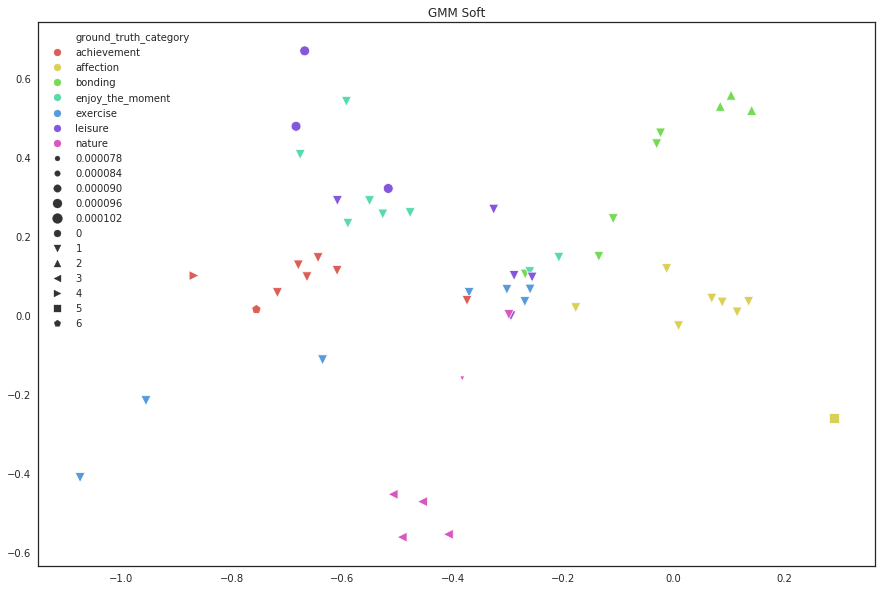 GMM Soft
ground_truth_category
achievement
affection
bonding
enjoy_the_moment
exercise
leisure
nature
0.000078
0.000084
0.000090
0.000096
0.000102
0
1
2
3
4
5
6
0.6
0.4
0.2
0.0
−0.2
−0.4
−0.6
−1.0 −0.8 −0.6 −0.4 −0.2 0.0 0.2